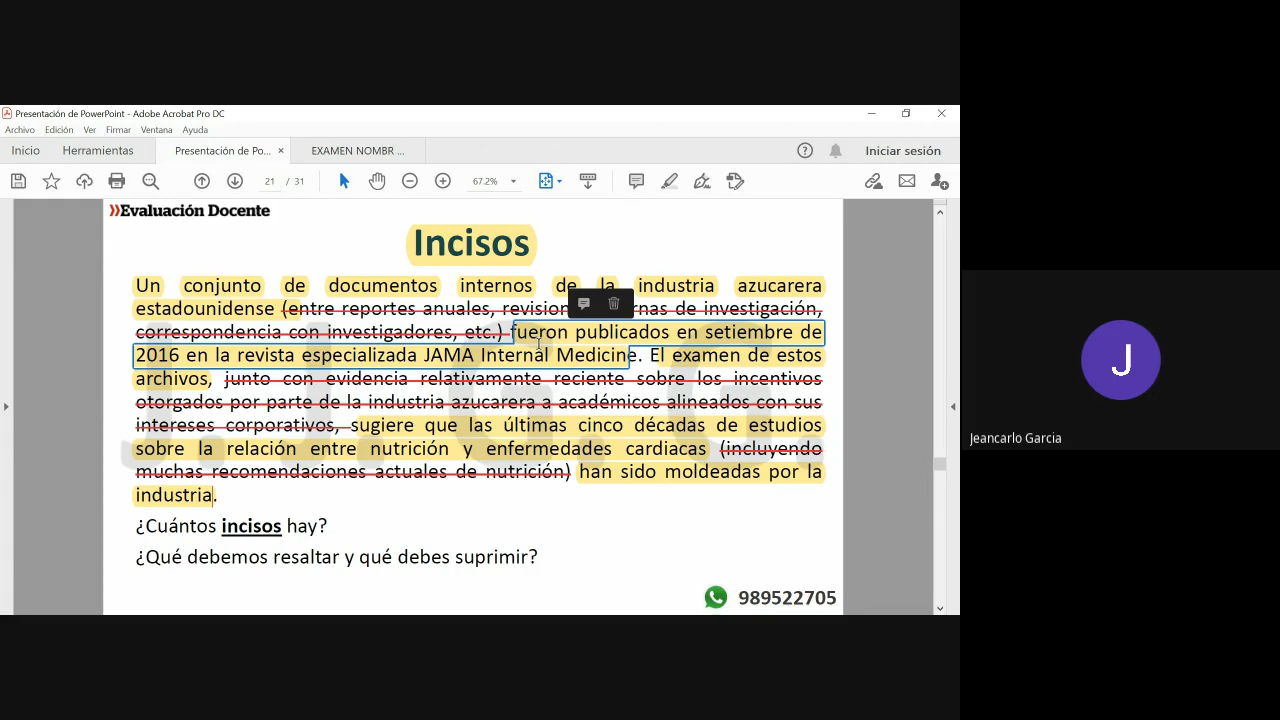 Presentación de PowerPoint - Adobe Acrobat Pro DC
Archivo Edición Ver Firmar Ventana Ayuda
Inicio Herramientas Presentación de Po... × EXAMEN NOMBR ... Iniciar sesión
21 / 31 67.2%
»Evaluación Docente
Incisos
Un conjunto de documentos internos de la industria azucarera
estadounidense (entre reportes anuales, de investigación,
correspondencia con investigadores, etc.) fueron publicados en setiembre de
2016 en la revista especializada JAMA Internal Medicine. El examen de estos
archivos, junto con evidencia relativamente reciente sobre los incentivos
otorgados por parte de la industria azucarera a académicos alineados con sus
intereses corporativos, sugiere que las últimas cinco décadas de estudios
sobre la relación entre nutrición y enfermedades cardiacas (incluyendo
muchas recomendaciones actuales de nutrición) han sido moldeadas por la
industria.
¿Cuántos incisos hay?
¿Qué debemos resaltar y qué debes suprimir?
989522705
J. J. G. G.
J
Jeancarlo Garcia